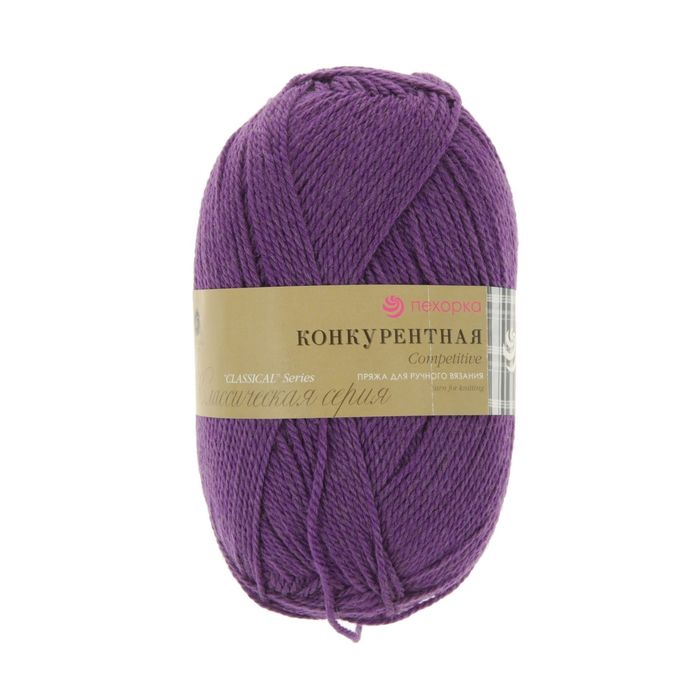 пехорка
КОНКУРЕНТНАЯ
Competitive
"CLASSICAL" Series
ПРЯЖА ДЛЯ РУЧНОГО ВЯЗАНИЯ
Yarn for knitting
Классическая серия